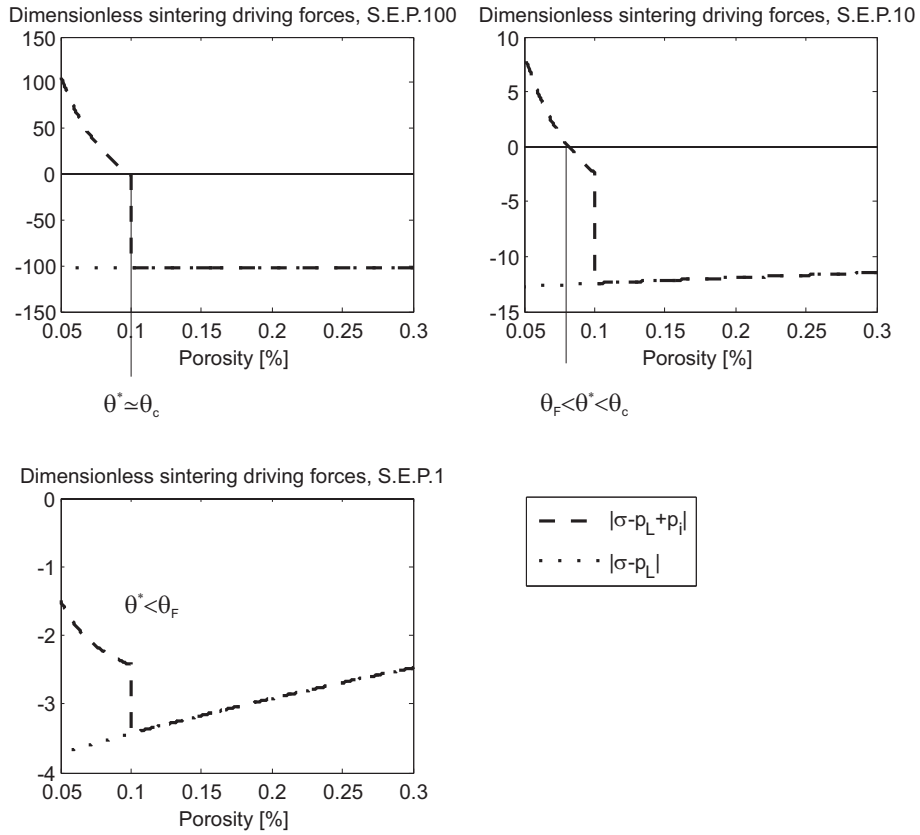 Dimensionless sintering driving forces, S.E.P.100
150
100
50
0
-50
-100
-150
0.05 0.1 0.15 0.2 0.25 0.3
Porosity [%]
θ*≃θc
Dimensionless sintering driving forces, S.E.P.10
10
5
0
-5
-10
-15
0.05 0.1 0.15 0.2 0.25 0.3
Porosity [%]
θF<θ*<θc
Dimensionless sintering driving forces, S.E.P.1
0
-1
-2
-3
-4
θ*<θF
0.05 0.1 0.15 0.2 0.25 0.3
Porosity [%]
|σ-pL+pi|
|σ-pL|